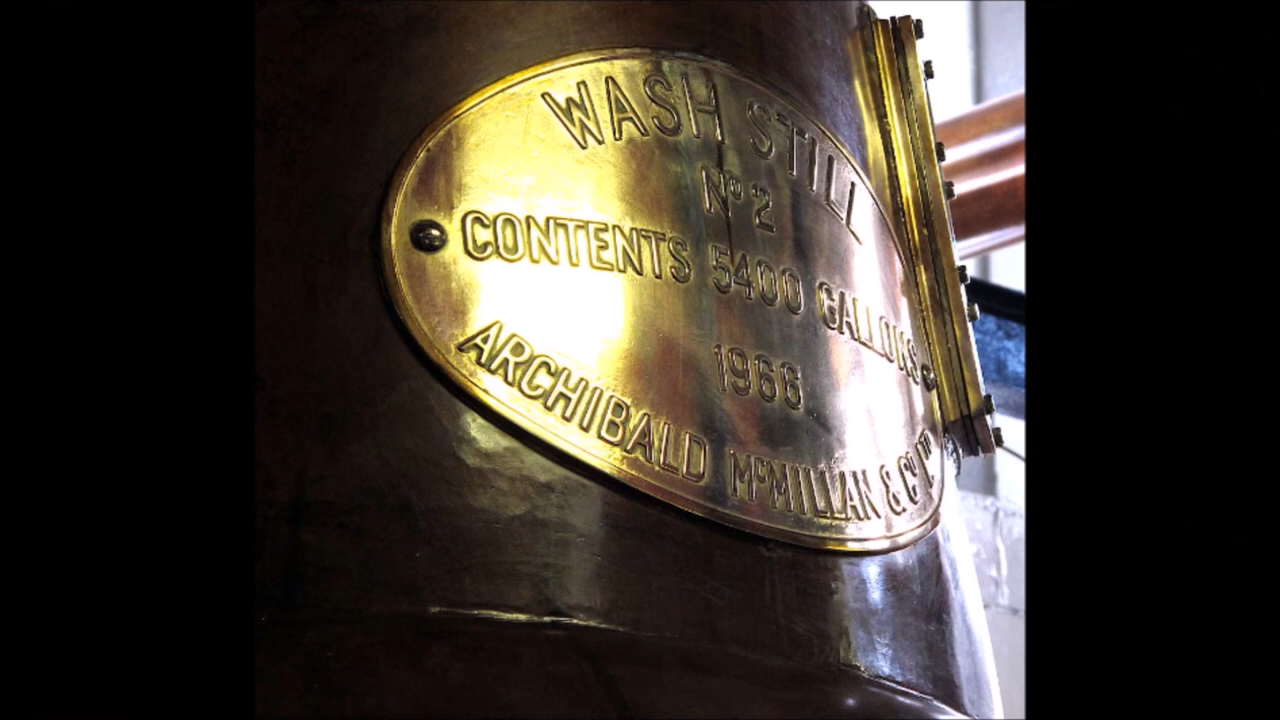 WASH STILL
Nº 2
CONTENTS 5400 GALLONS
1966
ARCHIBALD McMILLAN & Co LTD